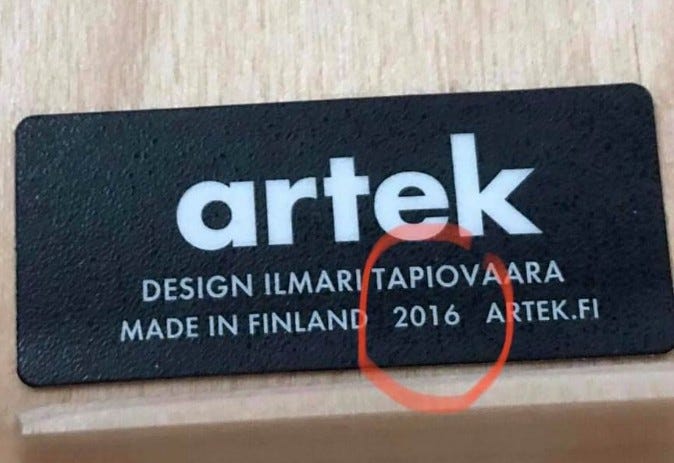 artek
DESIGN ILMARI TAPIOVAARA
MADE IN FINLAND 2016 ARTEK.FI